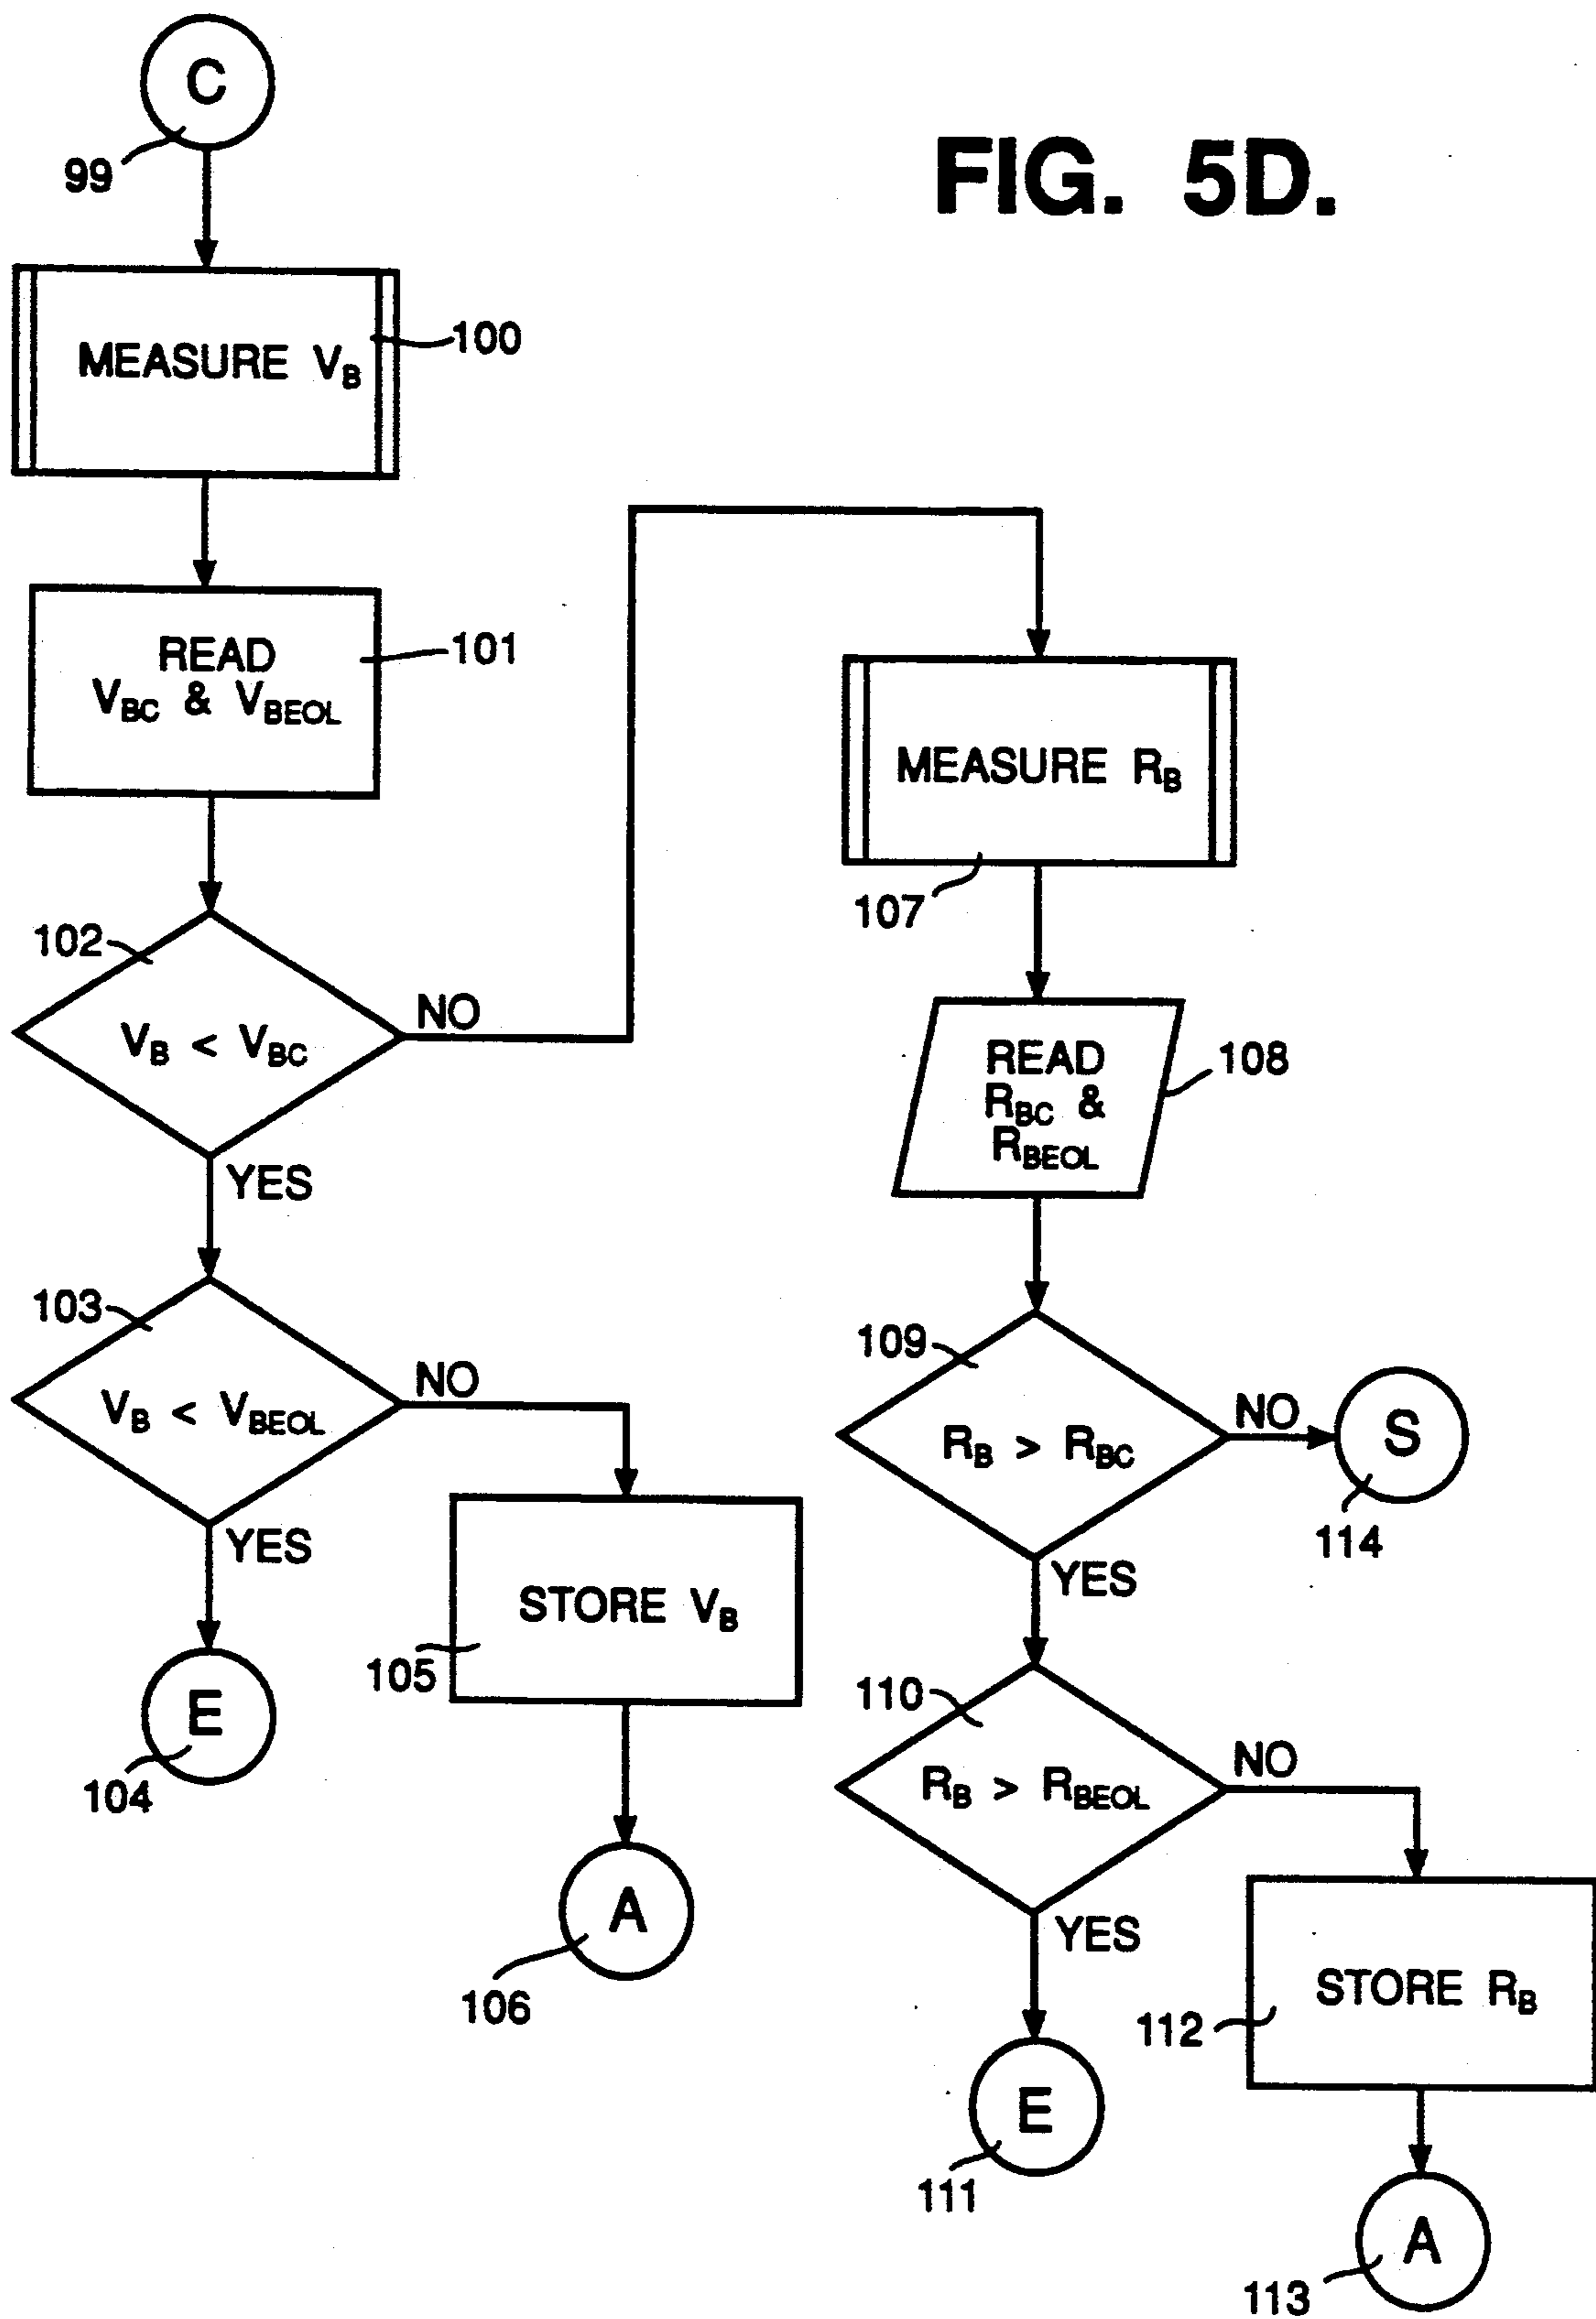 C
99
FIG. 5D.
MEASURE V_B
100
READ
V_BC & V_BEOL
101
102
V_B < V_BC
NO
YES
103
V_B < V_BEOL
NO
YES
E
104
STORE V_B
105
A
106
MEASURE R_B
107
READ
R_BC &
R_BEOL
108
109
R_B > R_BC
NO
S
114
YES
110
R_B > R_BEOL
NO
YES
E
111
STORE R_B
112
A
113